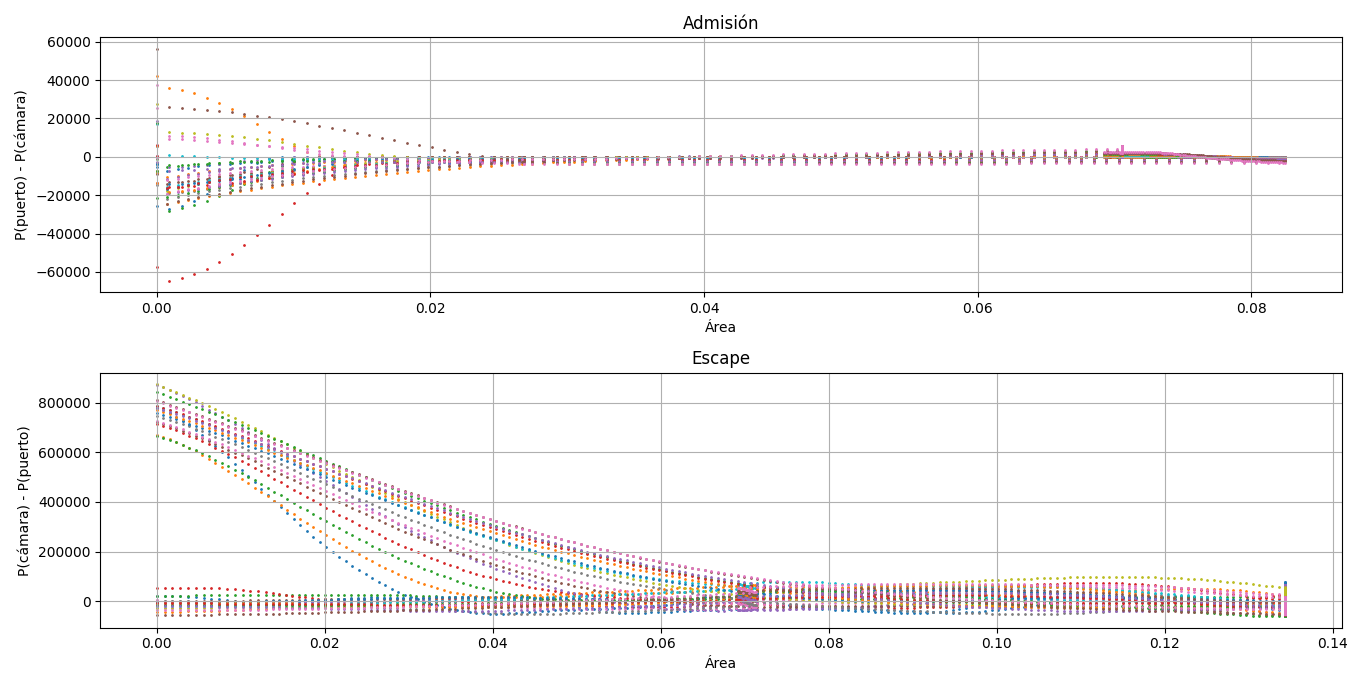 Admisión
60000
40000
20000
0
−20000
−40000
−60000
P(puerto) - P(cámara)
0.00 0.02 0.04 0.06 0.08
Área
Escape
800000
600000
400000
200000
0
P(cámara) - P(puerto)
0.00 0.02 0.04 0.06 0.08 0.10 0.12 0.14
Área